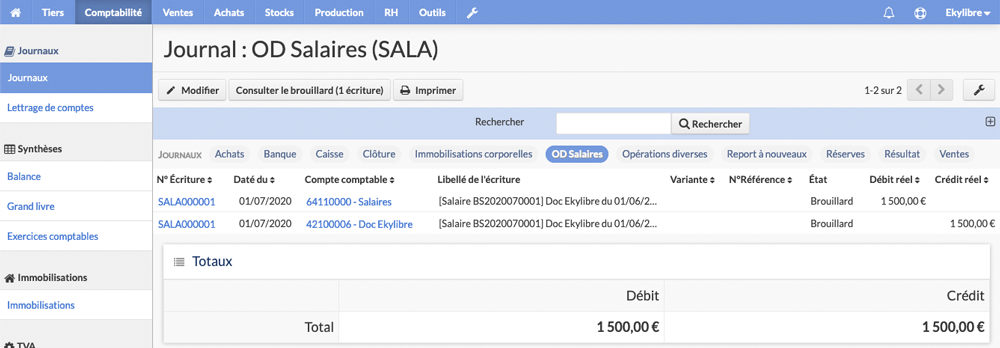 Tiers Comptabilité Ventes Achats Stocks Production RH Outils Ekylibre
Journaux
Journaux
Lettrage de comptes
Synthèses
Balance
Grand livre
Exercices comptables
Immobilisations
Immobilisations
TVA
Journal : OD Salaires (SALA)
Modifier Consulter le brouillard (1 écriture) Imprimer 1-2 sur 2
Rechercher Rechercher
JOURNAUX Achats Banque Caisse Clôture Immobilisations corporelles OD Salaires Opérations diverses Report à nouveaux Réserves Résultat Ventes
N° Écriture Daté du Compte comptable Libellé de l'écriture Variante N°Référence État Débit réel Crédit réel
SALA000001 01/07/2020 64110000 - Salaires [Salaire BS2020070001] Doc Ekylibre du 01/06/2... Brouillard 1 500,00 €
SALA000001 01/07/2020 42100006 - Doc Ekylibre [Salaire BS2020070001] Doc Ekylibre du 01/06/2... Brouillard 1 500,00 €
Totaux
Débit Crédit
Total 1 500,00 € 1 500,00 €